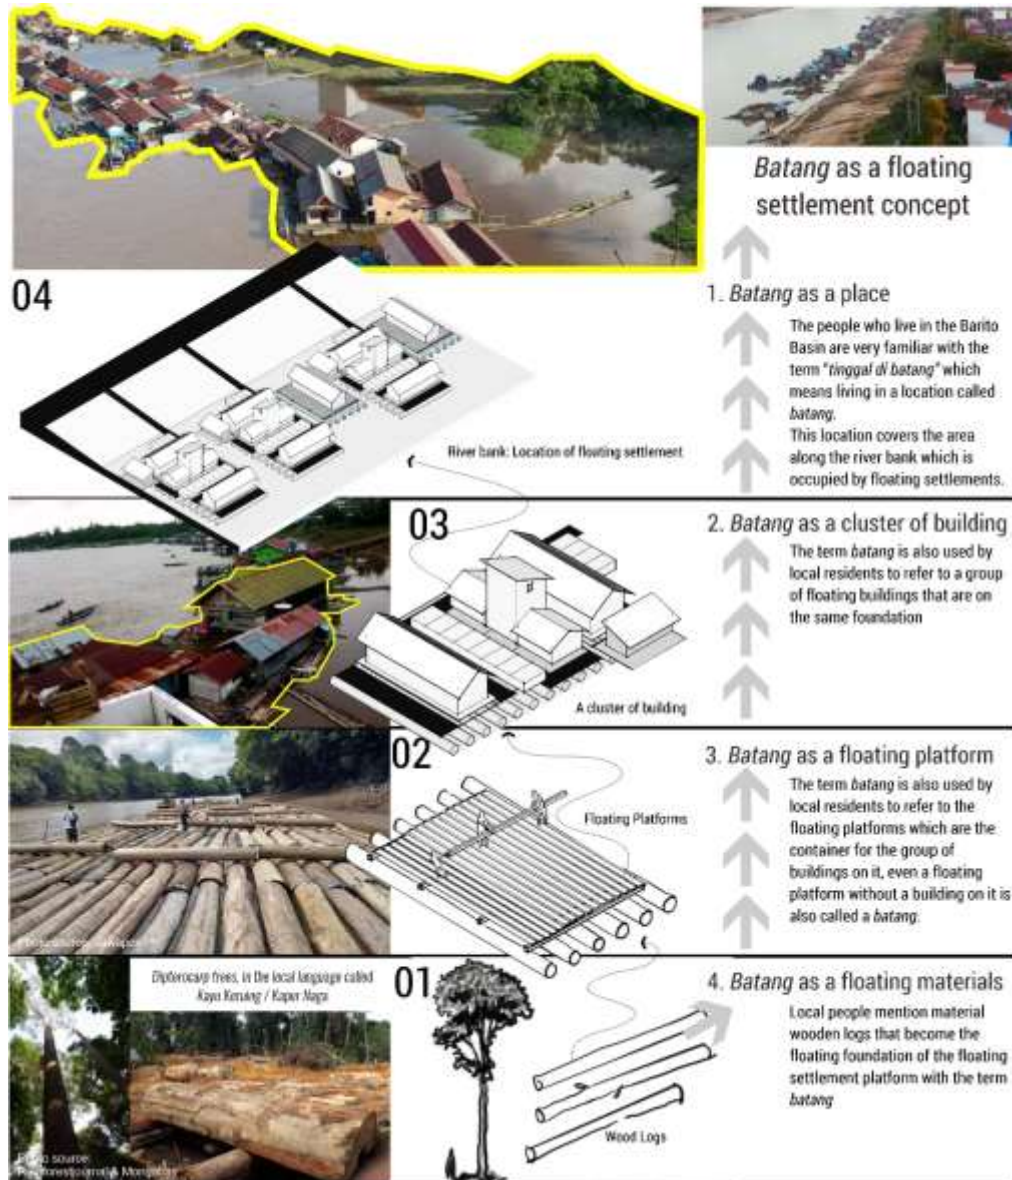 Batang as a floating
settlement concept
04
1. Batang as a place
The people who live in the Barito
Basin are very familiar with the
term "tinggal di batang" which
means living in a location called
batang.
This location covers the area
along the river bank which is
occupied by floating settlements.
River bank: Location of floating settlement
03
2. Batang as a cluster of building
The term batang is also used by
local residents to refer to a group
of floating buildings that are on
the same foundation
A cluster of building
02
3. Batang as a floating platform
The term batang is also used by
local residents to refer to the
floating platforms which are the
container for the group of
buildings on it, even a floating
platform without a building on it is
also called a batang.
Floating Platforms
Dipterocarp trees, in the local language called
Kayu Keruing / Kapur Naga
01
4. Batang as a floating materials
Local people mention material
wooden logs that become the
floating foundation of the floating
settlement platform with the term
batang
Wood Logs
source: